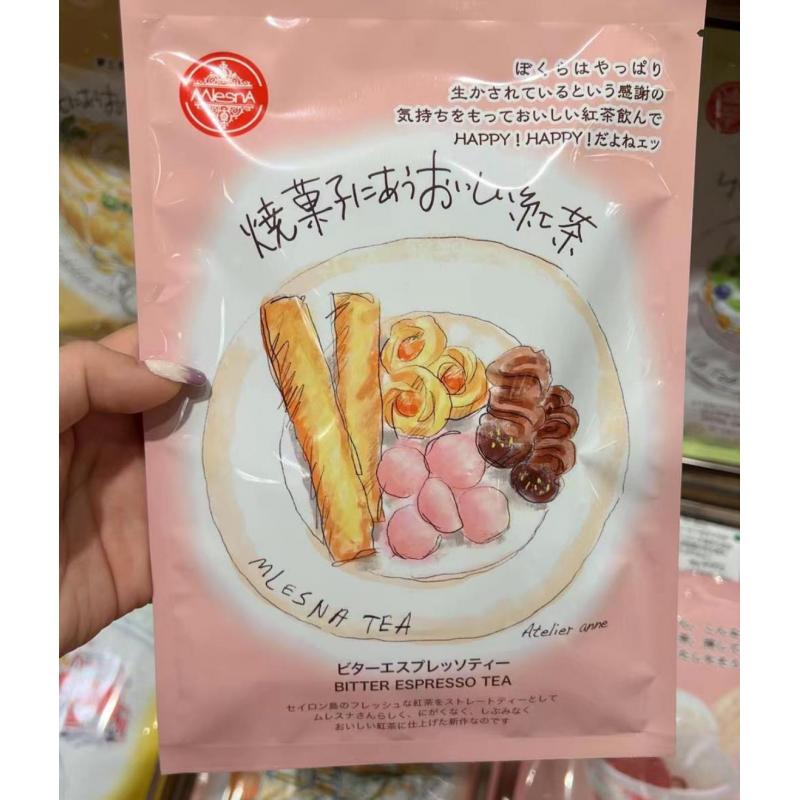 MlesnA
ぼくらはやっぱり
生かされているという感謝の
気持ちをもっておいしい紅茶飲んで
HAPPY！HAPPY！だよねェッ
焼菓子にあうおいしい紅茶
MLESNA TEA
Atelier anne
ビターエスプレッソティー
BITTER ESPRESSO TEA
セイロン島のフレッシュな紅茶をストレートティーとして
ムレスナさんらしく、にがくなく、しぶみなく
おいしい紅茶に仕上げた新作なのです